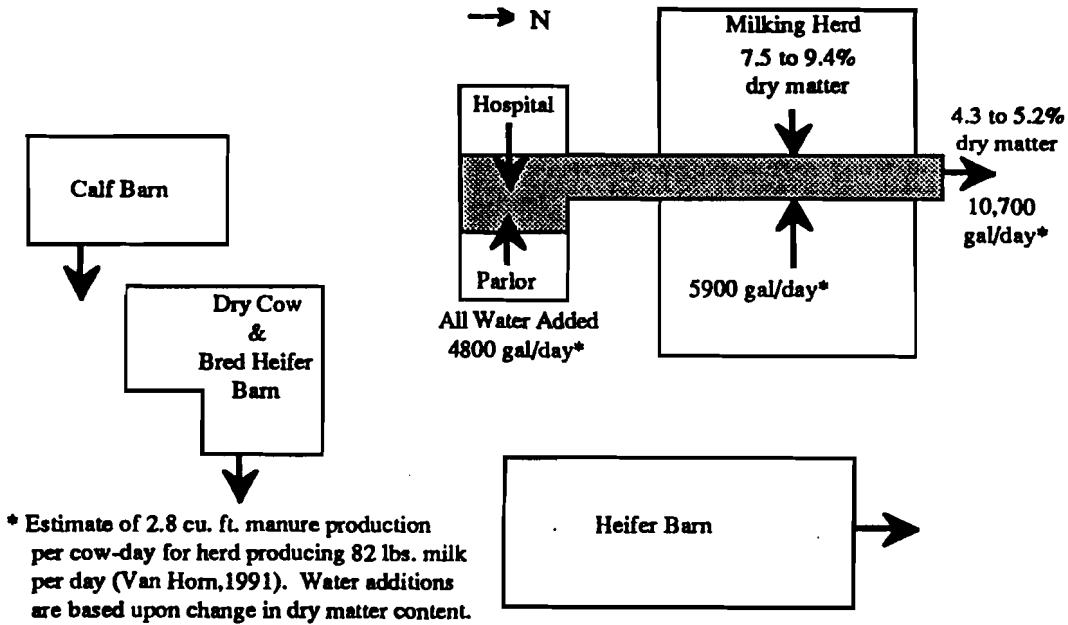 N
Milking Herd
7.5 to 9.4%
dry matter
Hospital
4.3 to 5.2%
dry matter
Calf Barn
10,700
gal/day*
Parlor
5900 gal/day*
All Water Added
4800 gal/day*
Dry Cow
&
Bred Heifer
Barn
Heifer Barn
* Estimate of 2.8 cu. ft. manure production
per cow-day for herd producing 82 lbs. milk
per day (Van Horn,1991). Water additions
are based upon change in dry matter content.